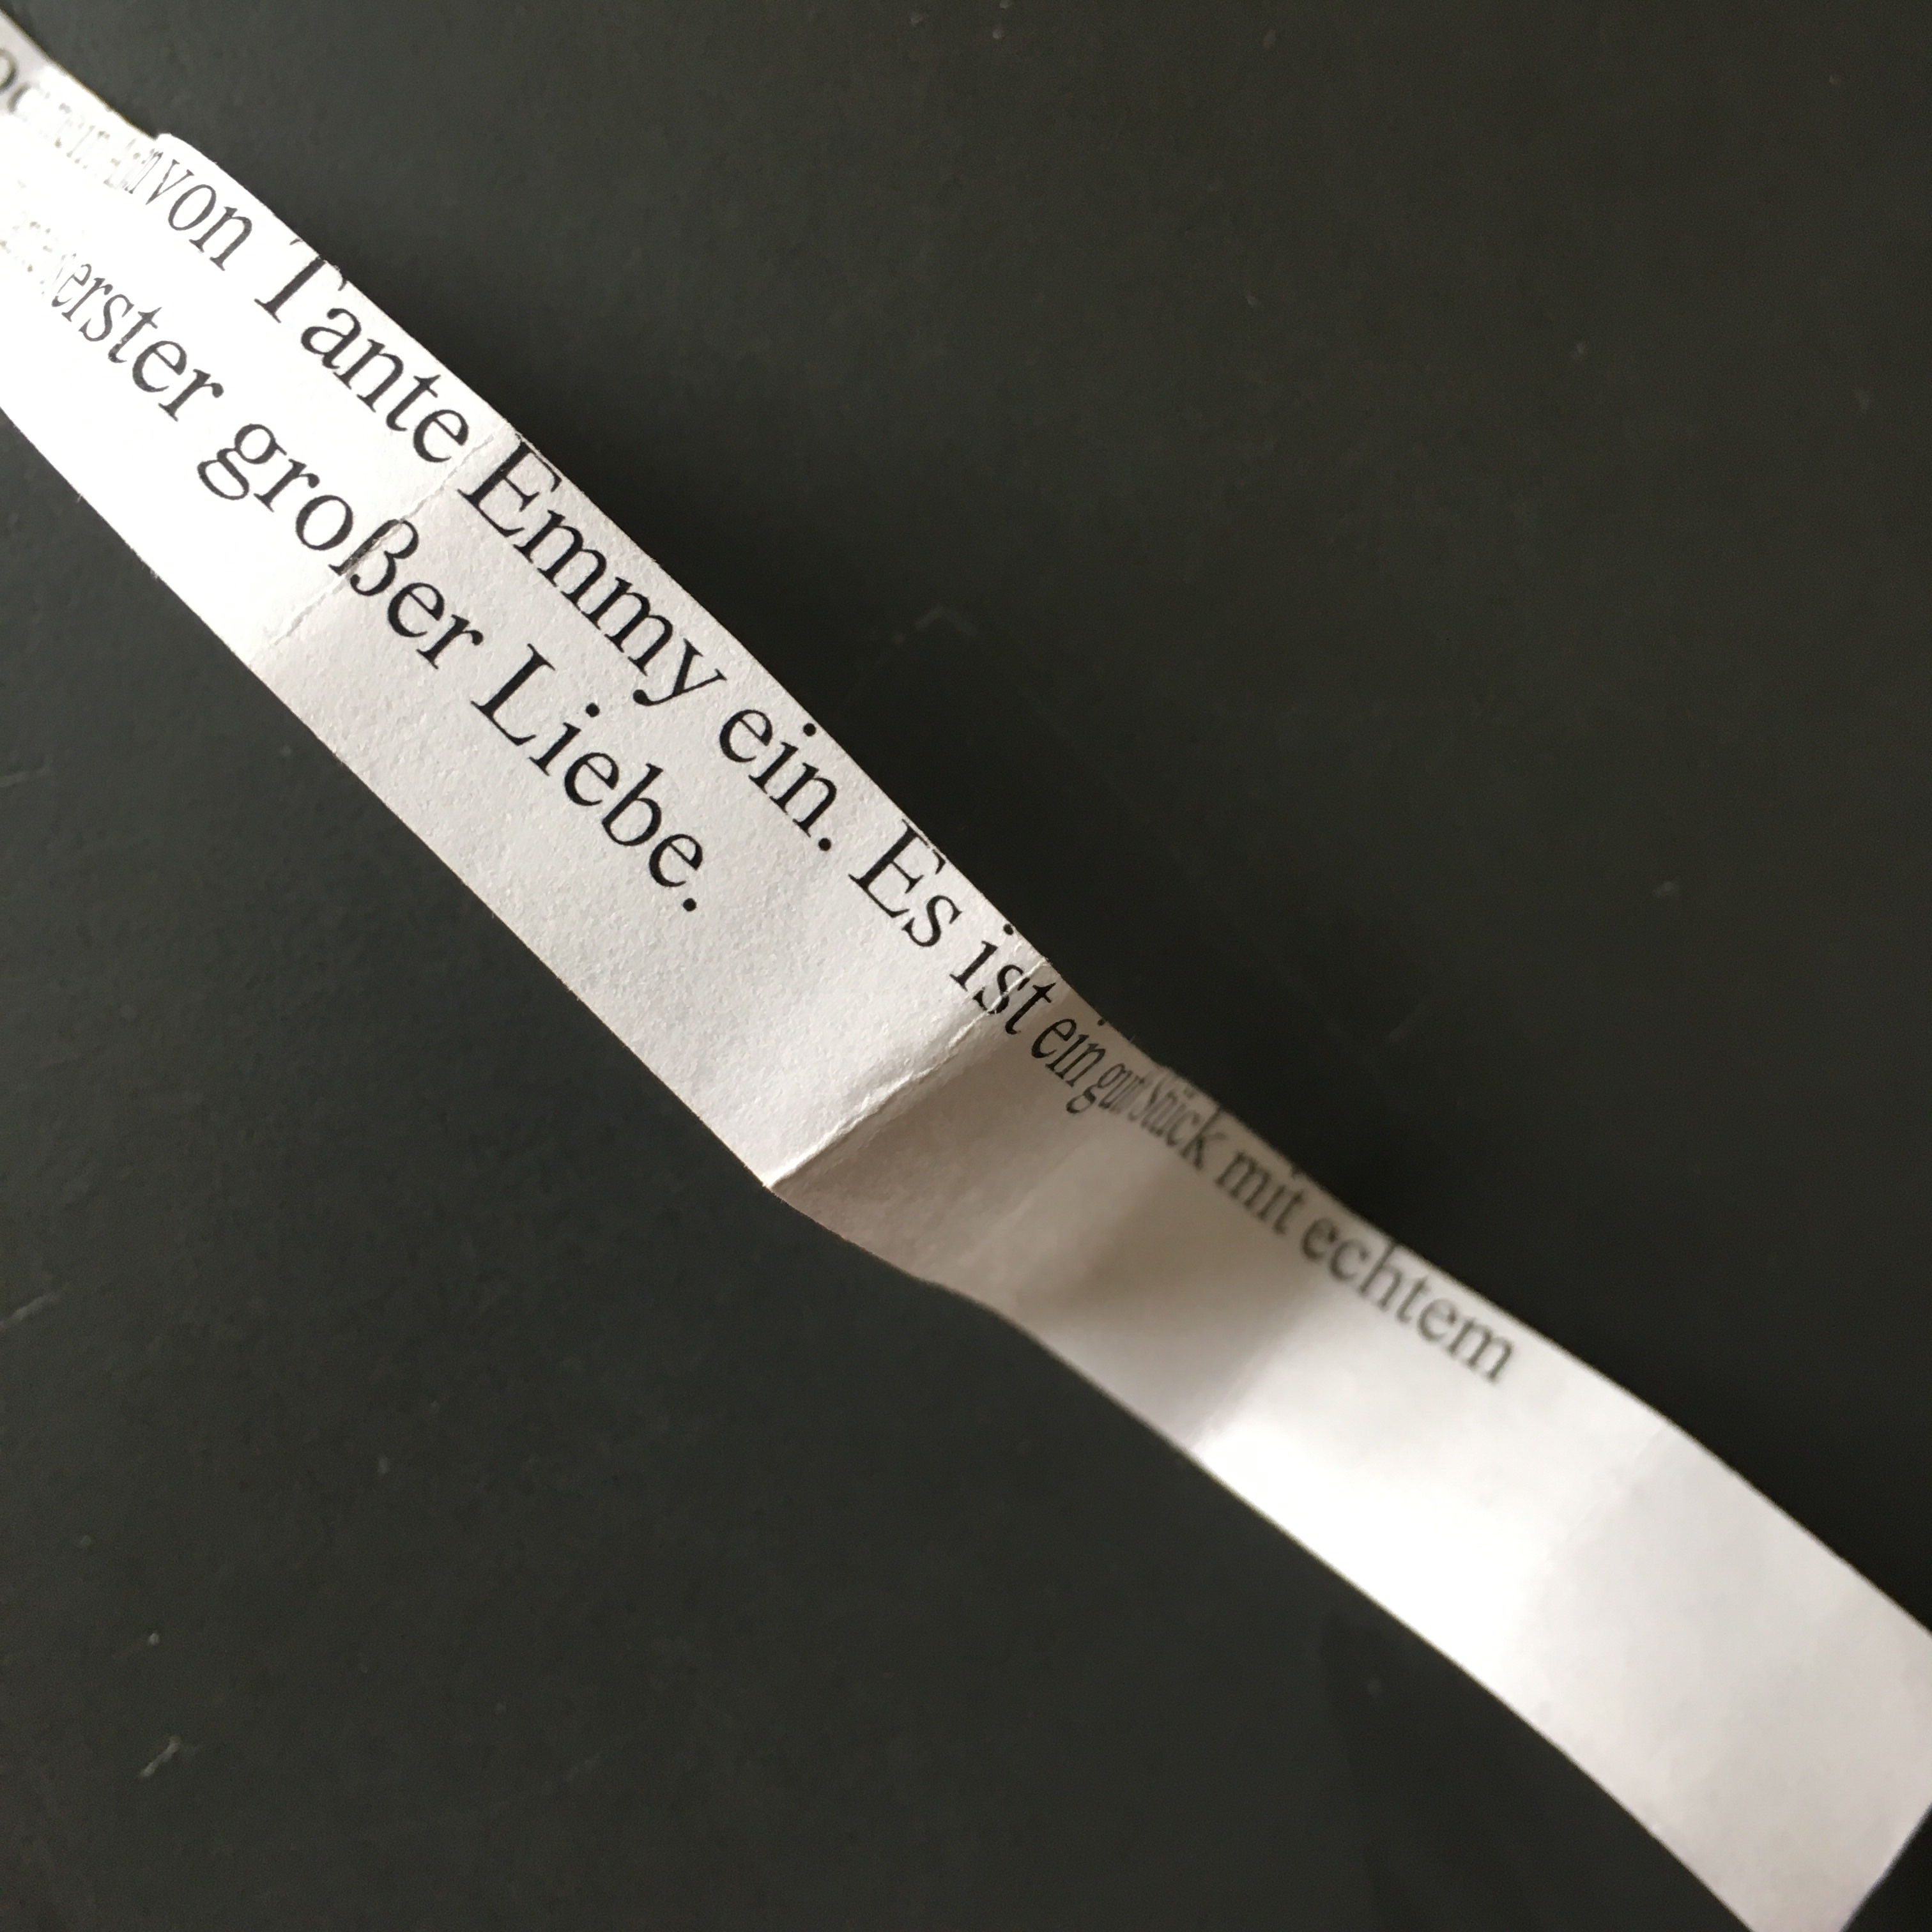 von Tante Emmy ein. Es ist ein gut Stück mit echtem
erster großer Liebe.